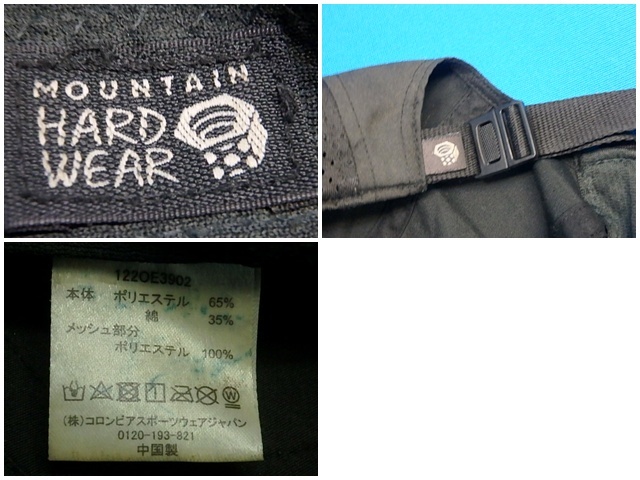 MOUNTAIN
HARD
WEAR
122OE3902
本体 ポリエステル 65%
綿 35%
メッシュ部分
ポリエステル 100%
W
(株)コロンビアスポーツウェアジャパン
0120-193-821
中国製